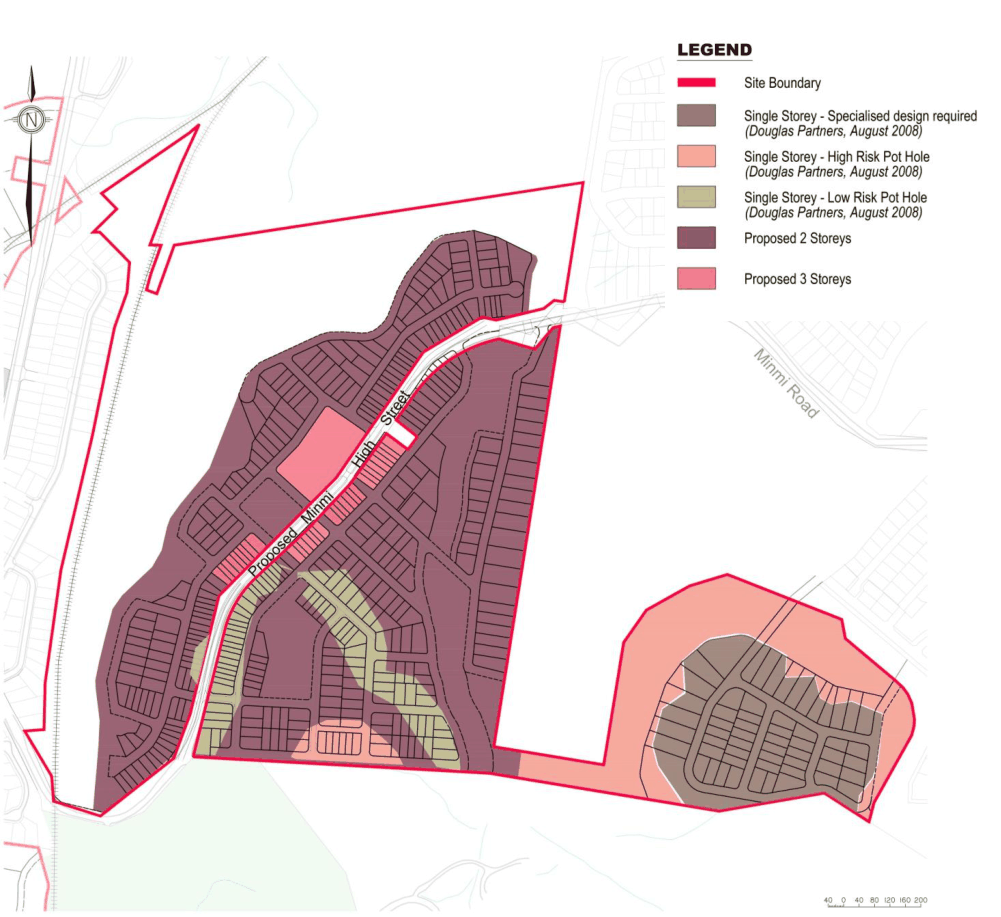 LEGEND
Site Boundary
Single Storey - Specialised design required
(Douglas Partners, August 2008)
Single Storey - High Risk Pot Hole
(Douglas Partners, August 2008)
Single Storey - Low Risk Pot Hole
(Douglas Partners, August 2008)
Proposed 2 Storeys
Proposed 3 Storeys
N
Minmi Road
Proposed Minmi High Street
40 0 40 80 120 160 200